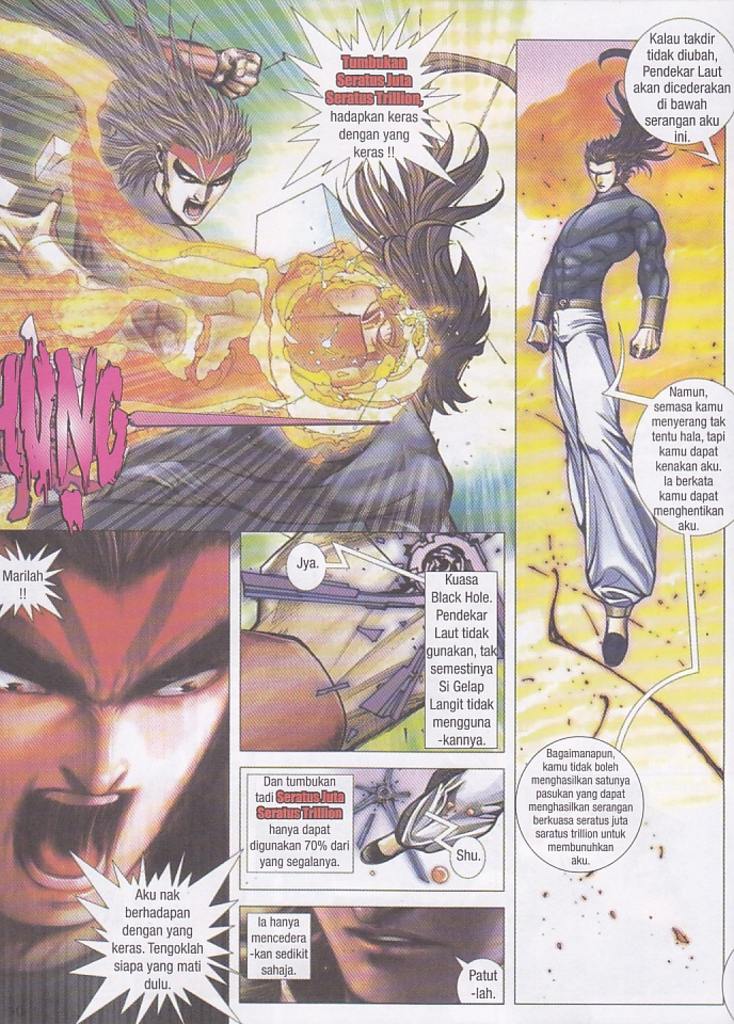 Tumbukan
Seratus Juta
Seratus Trillion,
hadapkan keras
dengan yang
keras !!
Kalau takdir
tidak diubah,
Pendekar Laut
akan dicederakan
di bawah
serangan aku
ini.
Namun,
semasa kamu
menyerang tak
tentu hala, tapi
kamu dapat
kenakan aku.
Ia berkata
kamu dapat
menghentikan
aku.
Bagaimanapun,
kamu tidak boleh
menghasilkan satunya
pasukan yang dapat
menghasilkan serangan
berkuasa seratus juta
saratus trillion untuk
membunuhkan
aku.
HUNG
Marilah
!!
Aku nak
berhadapan
dengan yang
keras. Tengoklah
siapa yang mati
dulu.
Jya.
Kuasa
Black Hole.
Pendekar
Laut tidak
gunakan, tak
semestinya
Si Gelap
Langit tidak
mengguna
-kannya.
Dan tumbukan
tadi Seratus Juta
Seratus Trillion
hanya dapat
digunakan 70% dari
yang segalanya.
Shu.
Ia hanya
mencedera
-kan sedikit
sahaja.
Patut
-lah.